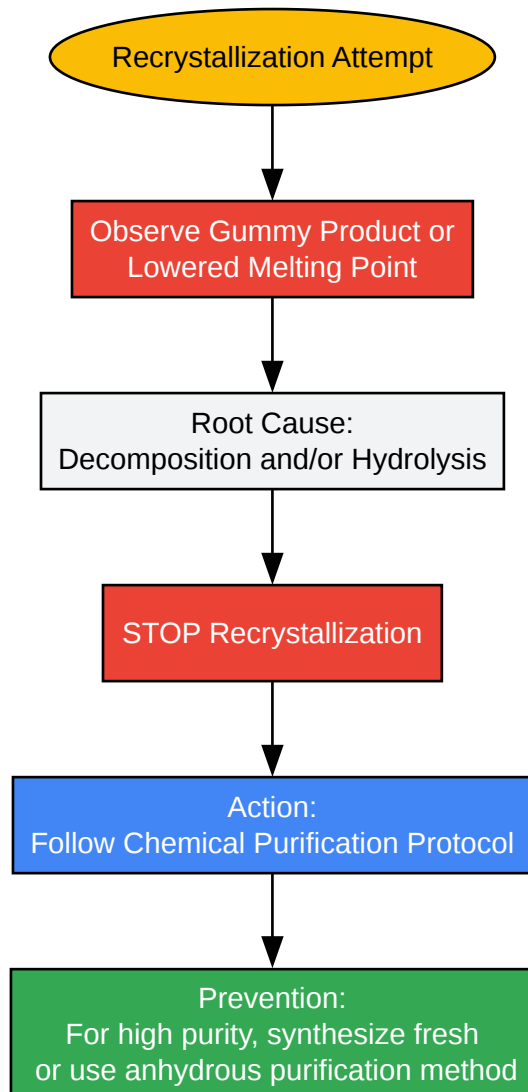 Recrystallization Attempt
Observe Gummy Product or
Lowered Melting Point
Root Cause:
Decomposition and/or Hydrolysis
STOP Recrystallization
Action:
Follow Chemical Purification Protocol
Prevention:
For high purity, synthesize fresh
or use anhydrous purification method